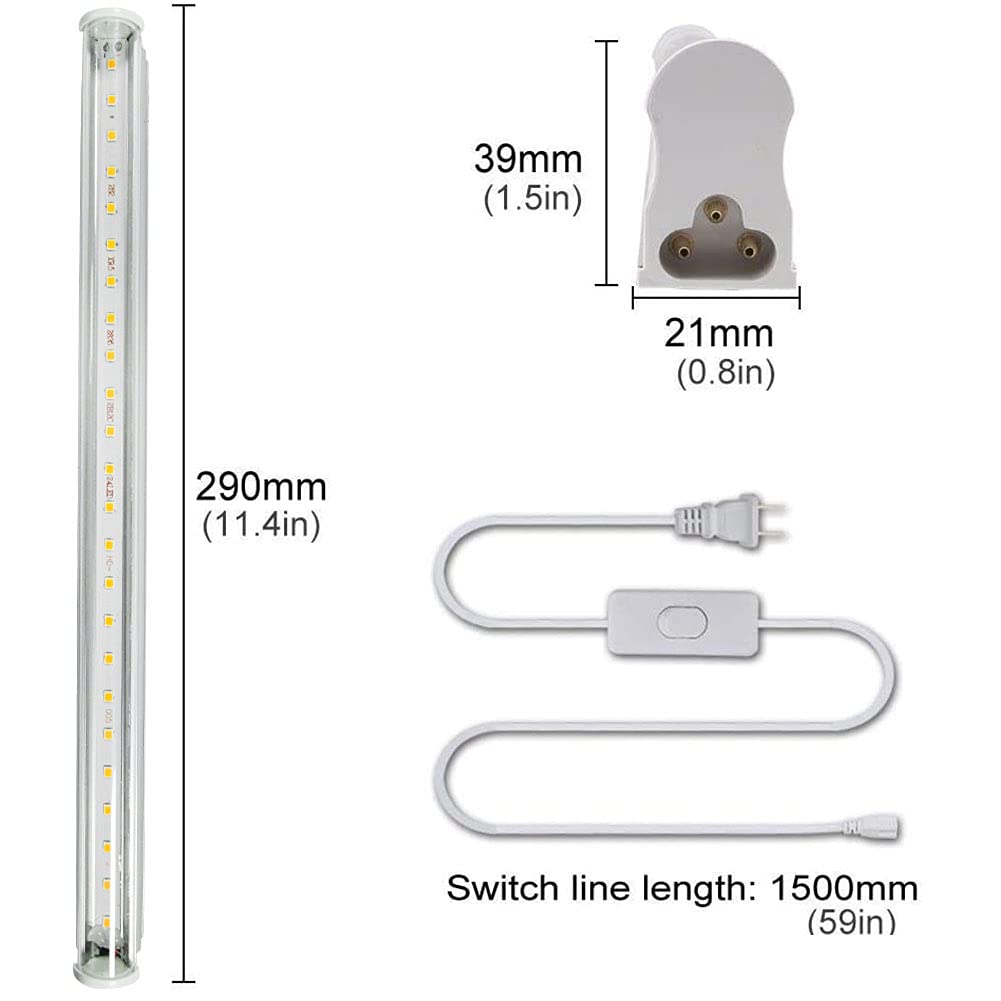 290mm
(11.4in)
39mm
(1.5in)
21mm
(0.8in)
Switch line length: 1500mm
(59in)